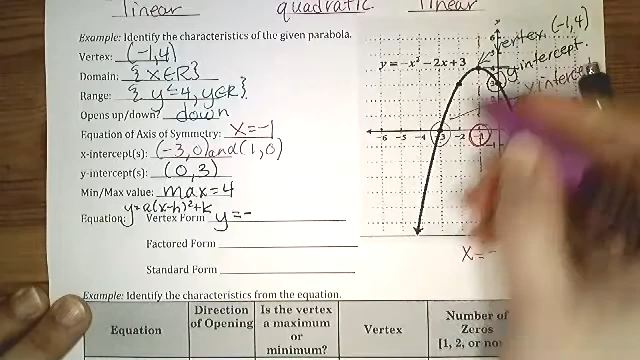 linear quadratic linear
Example: Identify the characteristics of the given parabola.
Vertex: (-1,4)
Domain: {x∈R}
Range: {y≤4, y∈R}
Opens up/down? down
Equation of Axis of Symmetry: x=-1
x-intercept(s): (-3,0) and (1,0)
y-intercept(s): (0,3)
Min/Max value: max=4
y=a(x-h)²+k
Equation: Vertex Form y=-
Factored Form
Standard Form
y = -x² - 2x + 3
vertex (-1,4)
y intercept.
-6 -5 -4 -3 -2 -1
x=-
Example: Identify the characteristics from the equation.
Equation
Direction of Opening
Is the vertex a maximum or minimum?
Vertex
Number of Zeros
[1, 2, or